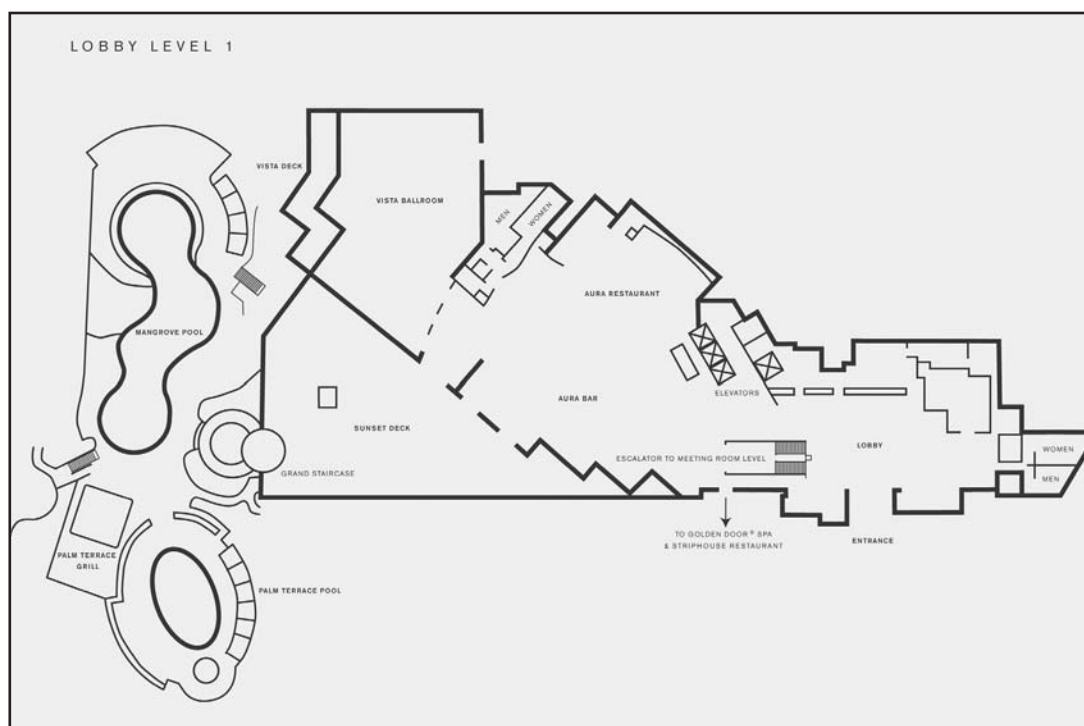 LOBBY LEVEL 1
VISTA DECK
VISTA BALLROOM
MEN
WOMEN
AURA RESTAURANT
MANGROVE POOL
ELEVATORS
AURA BAR
SUNSET DECK
LOBBY
WOMEN
ESCALATOR TO MEETING ROOM LEVEL
GRAND STAIRCASE
MEN
TO GOLDEN DOOR® SPA
& STRIPHOUSE RESTAURANT
ENTRANCE
PALM TERRACE
GRILL
PALM TERRACE POOL